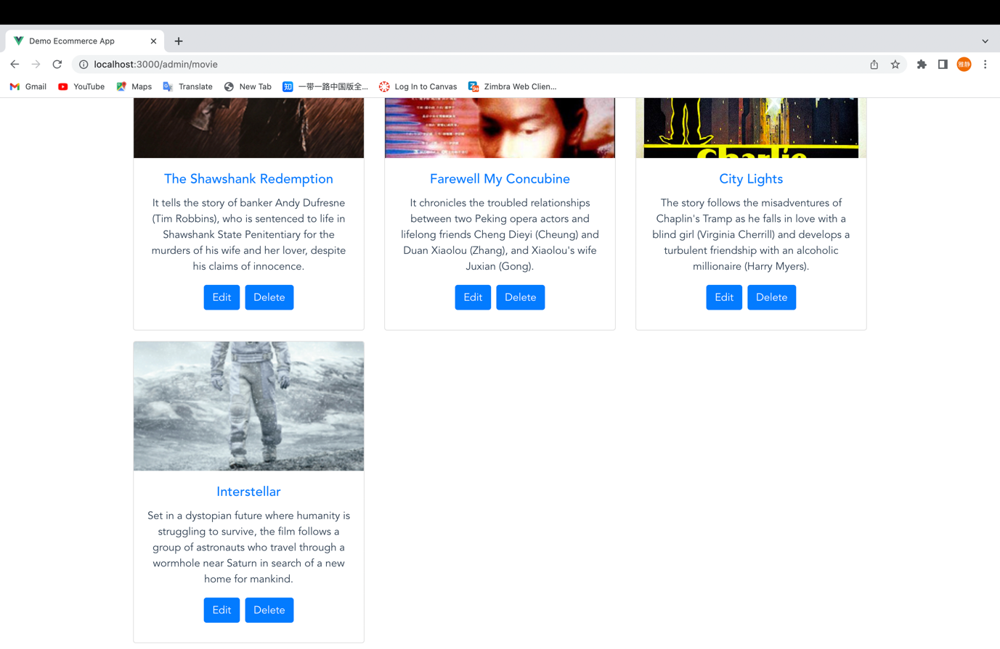 Demo Ecommerce App
localhost:3000/admin/movie
雅静
Gmail
YouTube
Maps
Translate
New Tab
知
一带一路中国版全...
Log In to Canvas
Zimbra Web Clien...
Charlie
The Shawshank Redemption
It tells the story of banker Andy Dufresne
(Tim Robbins), who is sentenced to life in
Shawshank State Penitentiary for the
murders of his wife and her lover, despite
his claims of innocence.
Edit
Delete
Farewell My Concubine
It chronicles the troubled relationships
between two Peking opera actors and
lifelong friends Cheng Dieyi (Cheung) and
Duan Xiaolou (Zhang), and Xiaolou's wife
Juxian (Gong).
Edit
Delete
City Lights
The story follows the misadventures of
Chaplin's Tramp as he falls in love with a
blind girl (Virginia Cherrill) and develops a
turbulent friendship with an alcoholic
millionaire (Harry Myers).
Edit
Delete
Interstellar
Set in a dystopian future where humanity is
struggling to survive, the film follows a
group of astronauts who travel through a
wormhole near Saturn in search of a new
home for mankind.
Edit
Delete